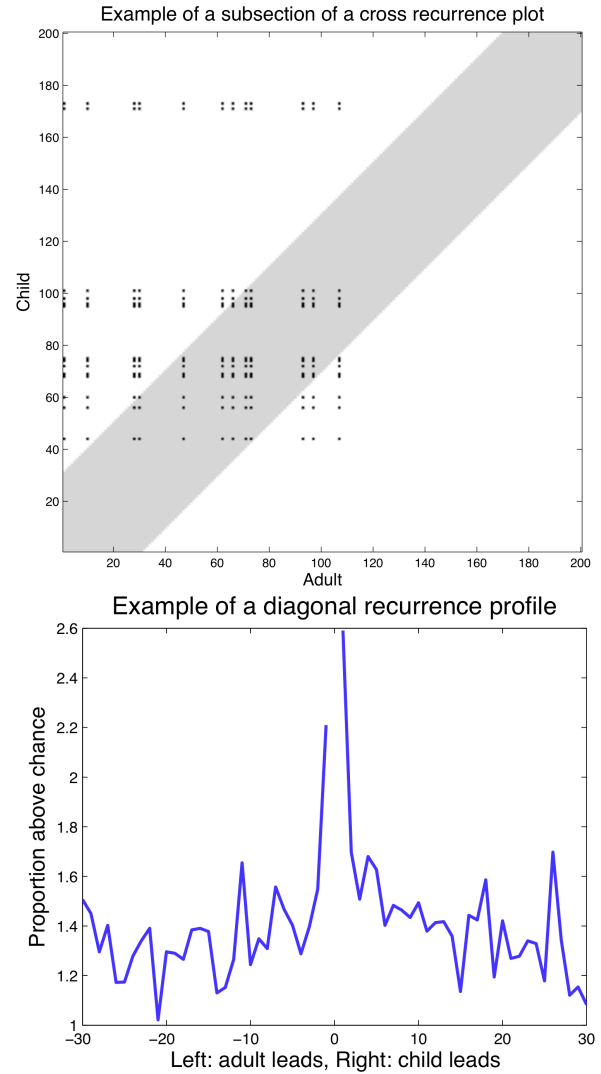 Example of a subsection of a cross recurrence plot
200
180
160
140
120
100
80
60
40
20
Child
20 40 60 80 100 120 140 160 180 200
Adult
Example of a diagonal recurrence profile
2.6
2.4
2.2
2
1.8
1.6
1.4
1.2
1
Proportion above chance
−30 −20 −10 0 10 20 30
Left: adult leads, Right: child leads